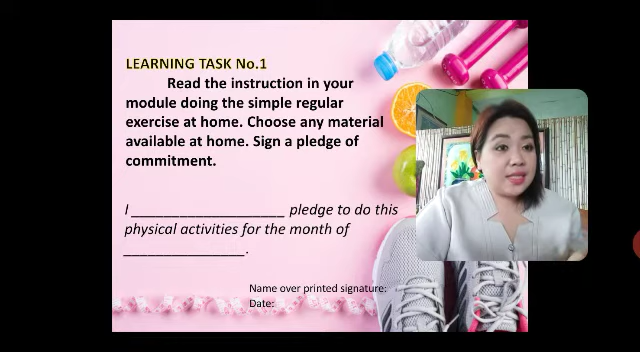 LEARNING TASK No.1
Read the instruction in your
module doing the simple regular
exercise at home. Choose any material
available at home. Sign a pledge of
commitment.
I ____________________ pledge to do this
physical activities for the month of
________________.
Name over printed signature:
Date: